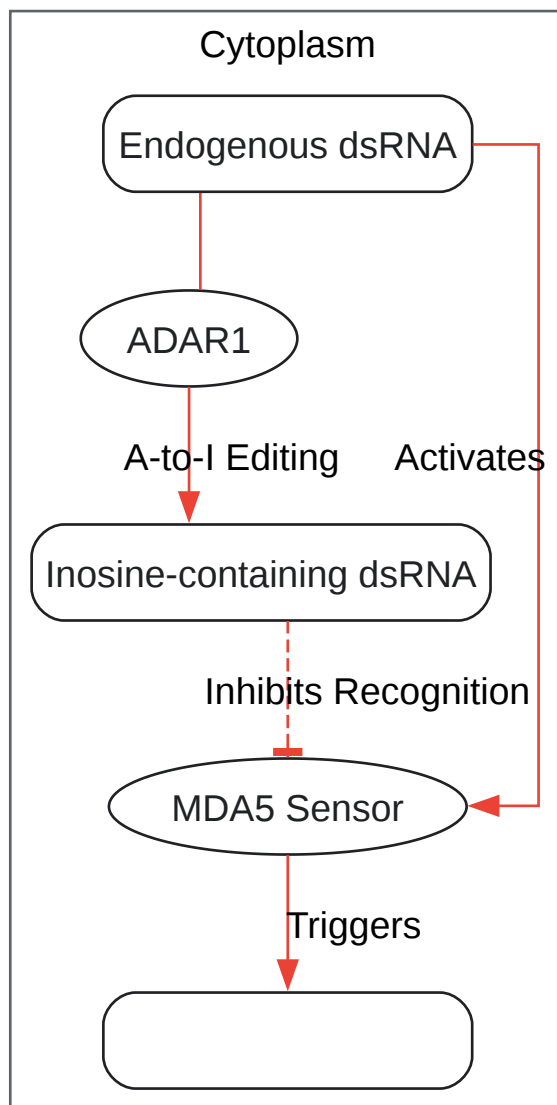 Cytoplasm
Endogenous dsRNA
ADAR1
A-to-I Editing
Activates
Inosine-containing dsRNA
Inhibits Recognition
MDA5 Sensor
Triggers